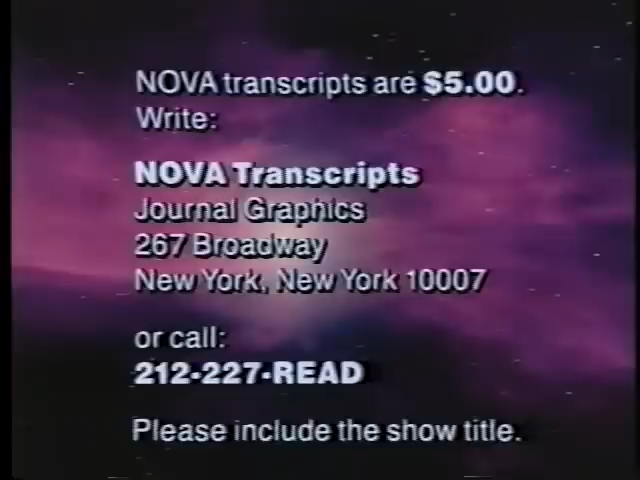 NOVA transcripts are $5.00.
Write:
NOVA Transcripts
Journal Graphics
267 Broadway
New York, New York 10007
or call:
212-227-READ
Please include the show title.